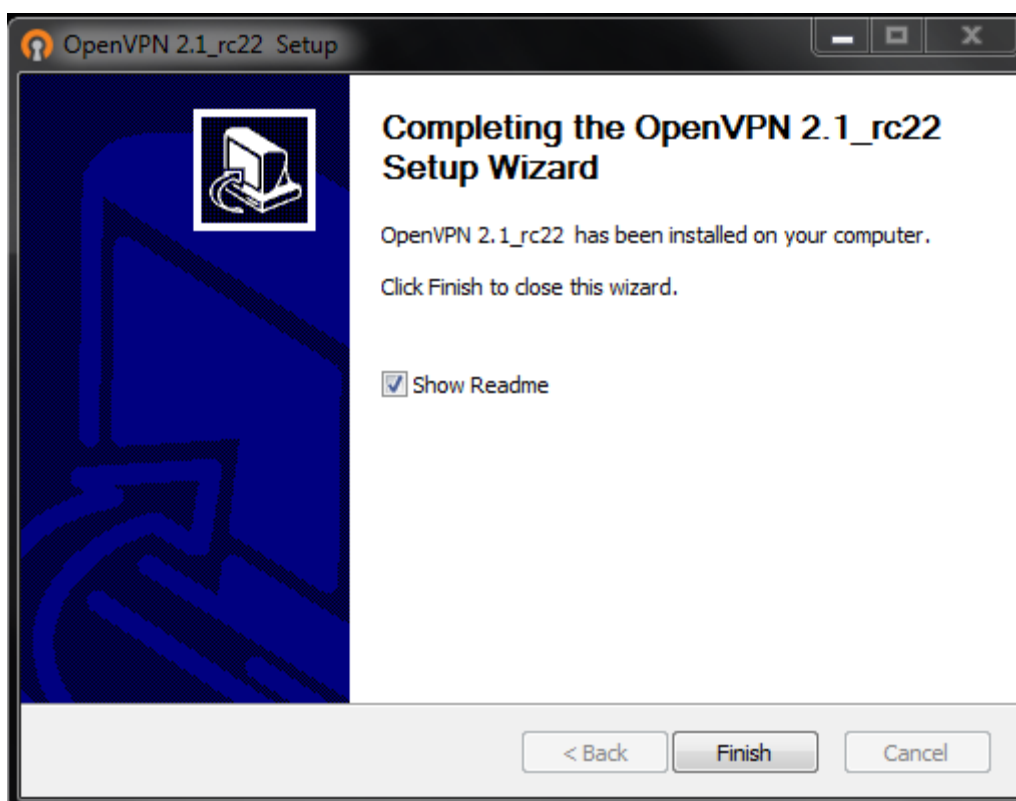 OpenVPN 2.1_rc22 Setup
Completing the OpenVPN 2.1_rc22
Setup Wizard
OpenVPN 2.1_rc22 has been installed on your computer.
Click Finish to close this wizard.
Show Readme
< Back Finish Cancel